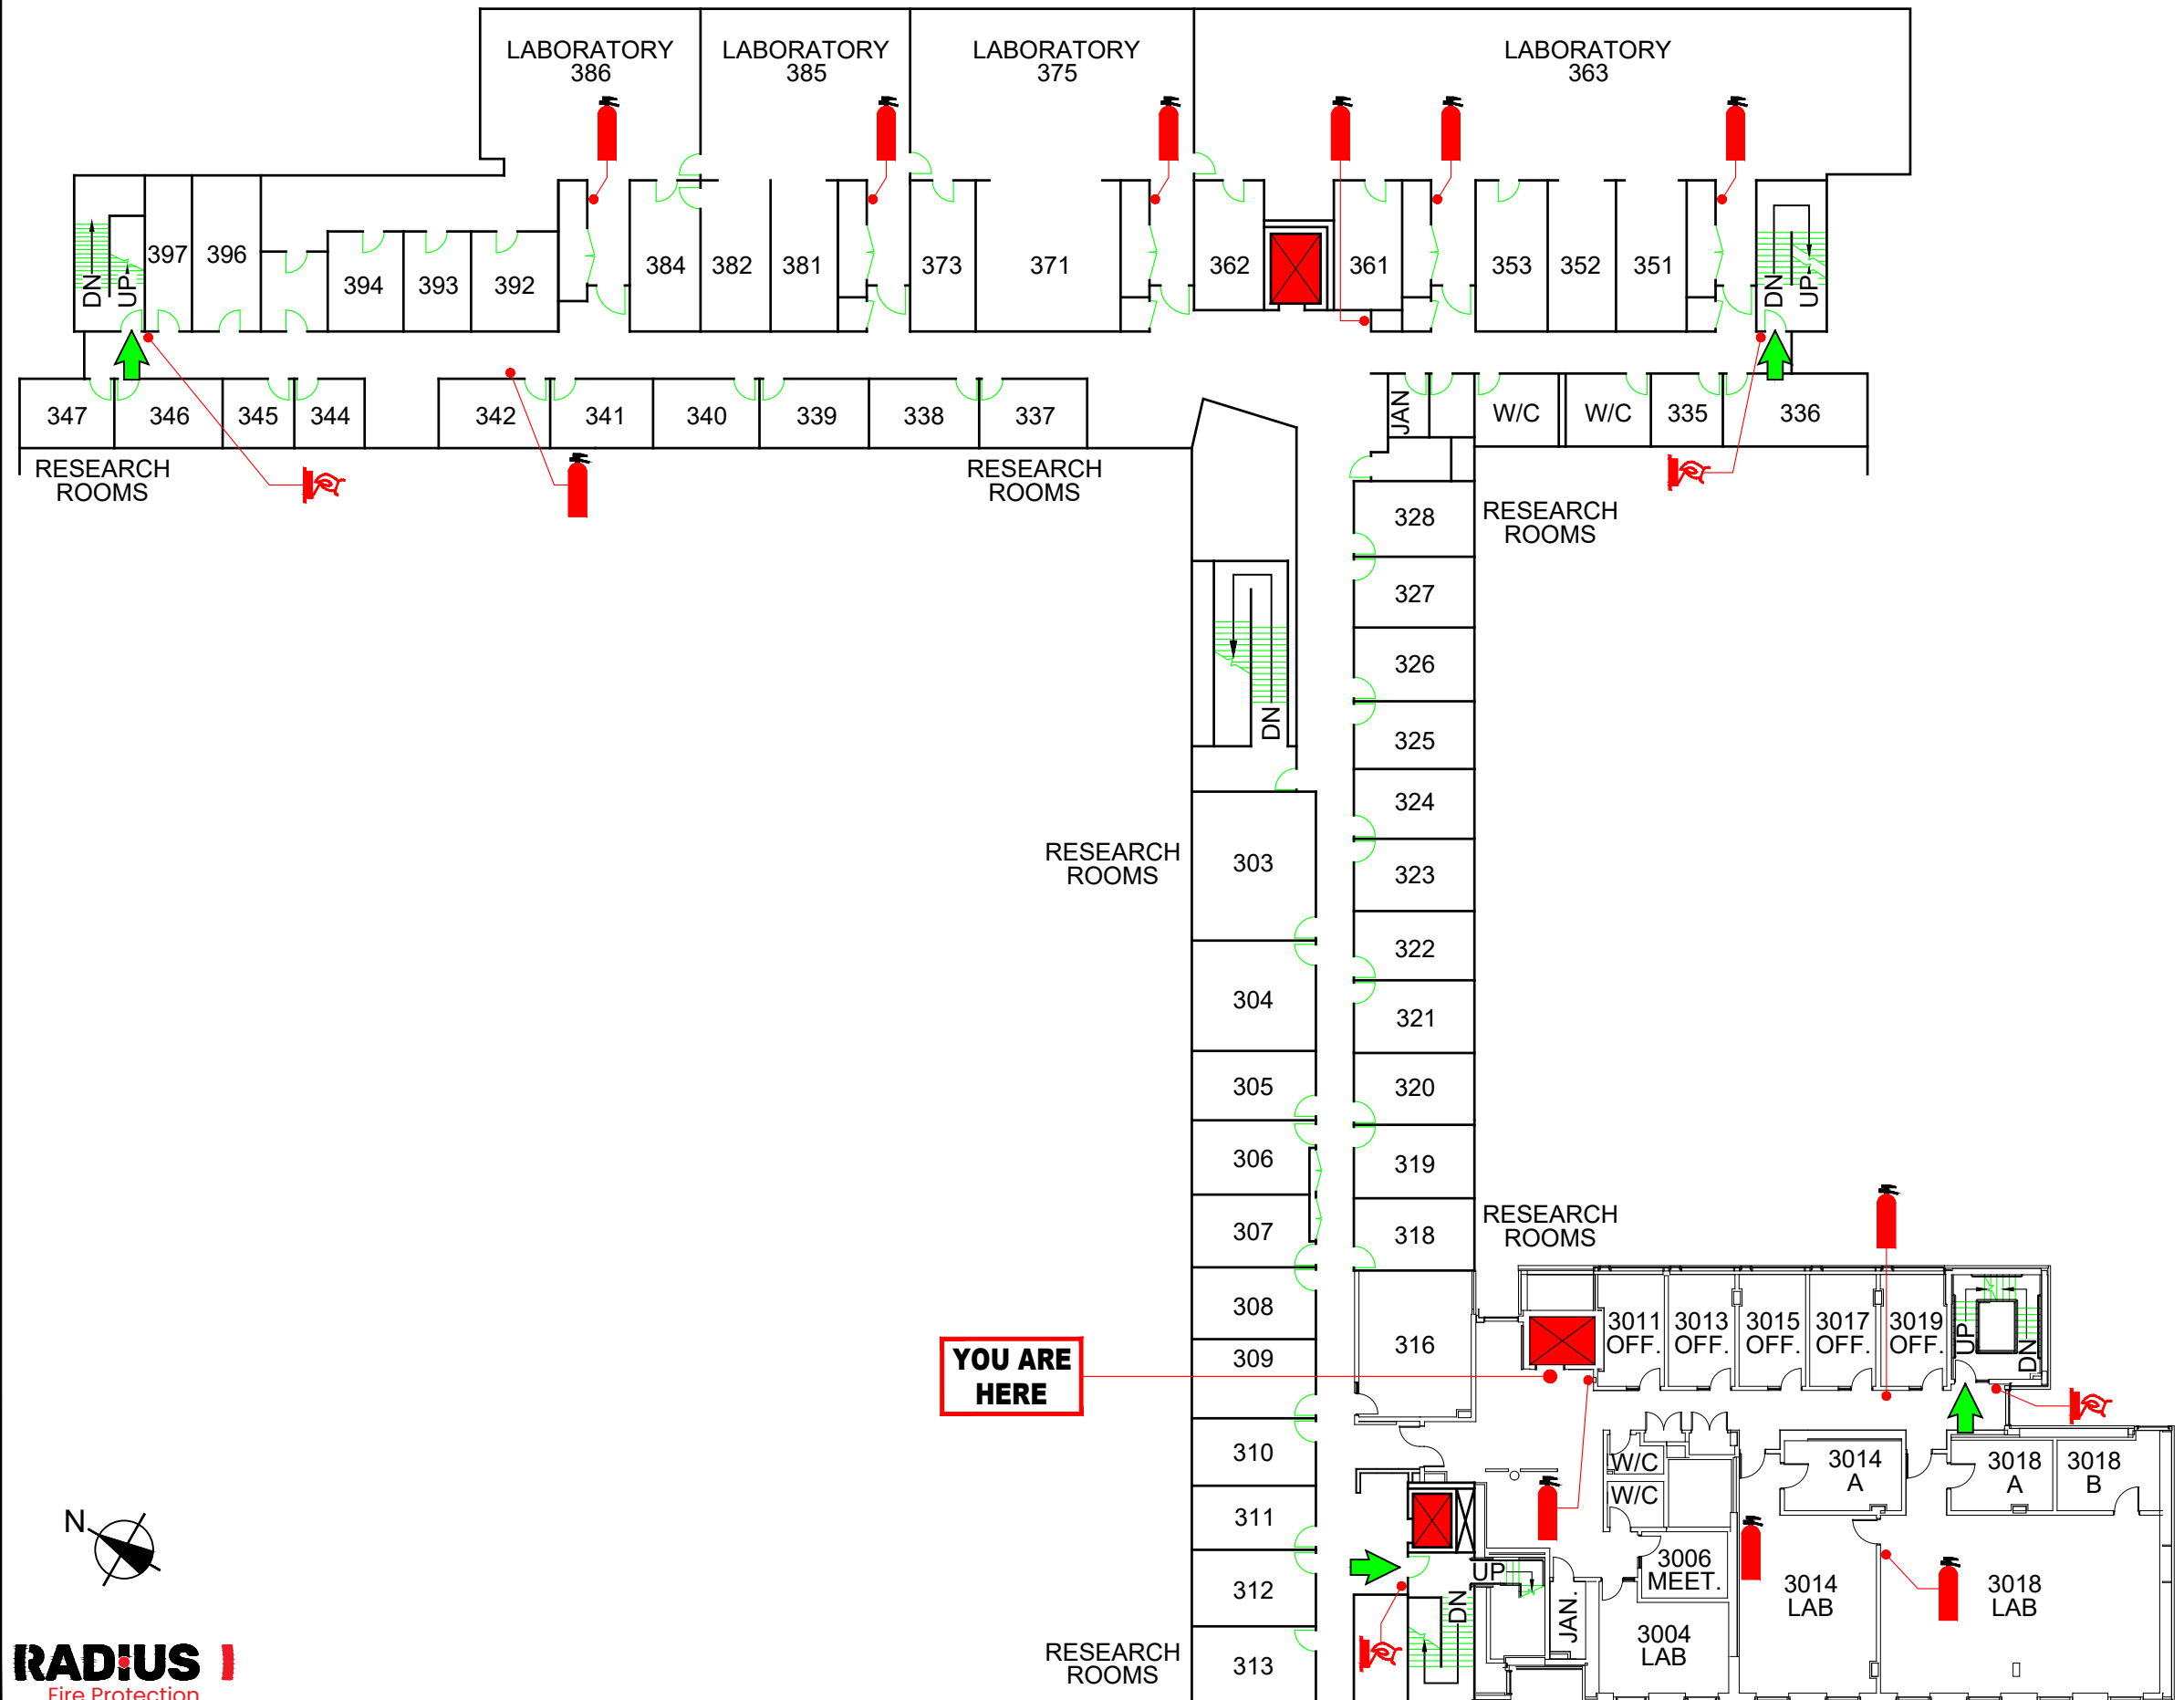 LABORATORY
386
LABORATORY
385
LABORATORY
375
LABORATORY
363
DN
UP
397
396
394
393
392
384
382
381
373
371
362
361
353
352
351
DN
UP
347
346
345
344
342
341
340
339
338
337
JAN
W/C
W/C
335
336
RESEARCH
ROOMS
RESEARCH
ROOMS
RESEARCH
ROOMS
328
327
326
325
DN
324
323
322
321
320
319
318
316
RESEARCH
ROOMS
303
304
305
306
307
308
309
310
311
312
313
RESEARCH
ROOMS
RESEARCH
ROOMS
YOU ARE
HERE
3011
OFF.
3013
OFF.
3015
OFF.
3017
OFF.
3019
OFF.
UP
DN
W/C
W/C
3014
A
3018
A
3018
B
3006
MEET.
3014
LAB
3018
LAB
UP
DN
JAN.
3004
LAB
N
RADIUS
Fire Protection